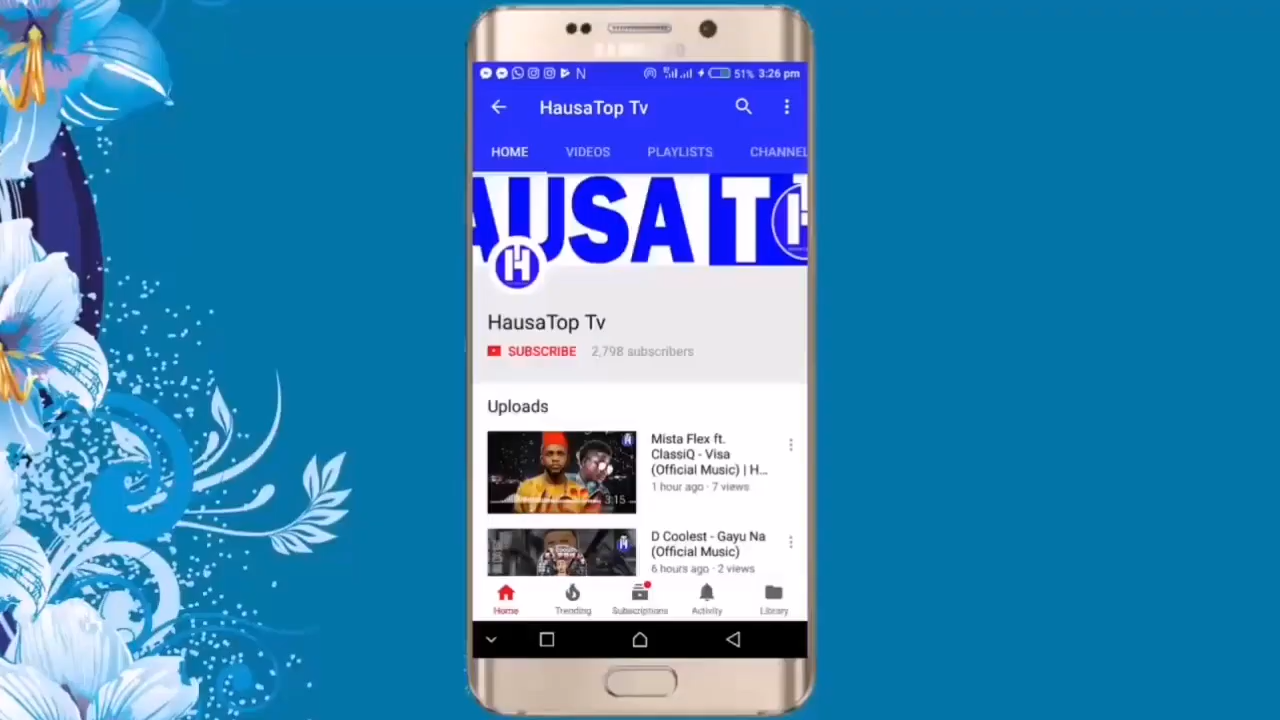 51% 3:26 pm
HausaTop Tv
HOME VIDEOS PLAYLISTS CHANNEL
AUSA T
H
HausaTop Tv
SUBSCRIBE 2,798 subscribers
Uploads
Mista Flex ft.
ClassiQ - Visa
(Official Music) | H...
1 hour ago · 7 views
3:15
D Coolest - Gayu Na
(Official Music)
6 hours ago · 2 views
Home Trending Subscriptions Activity Library